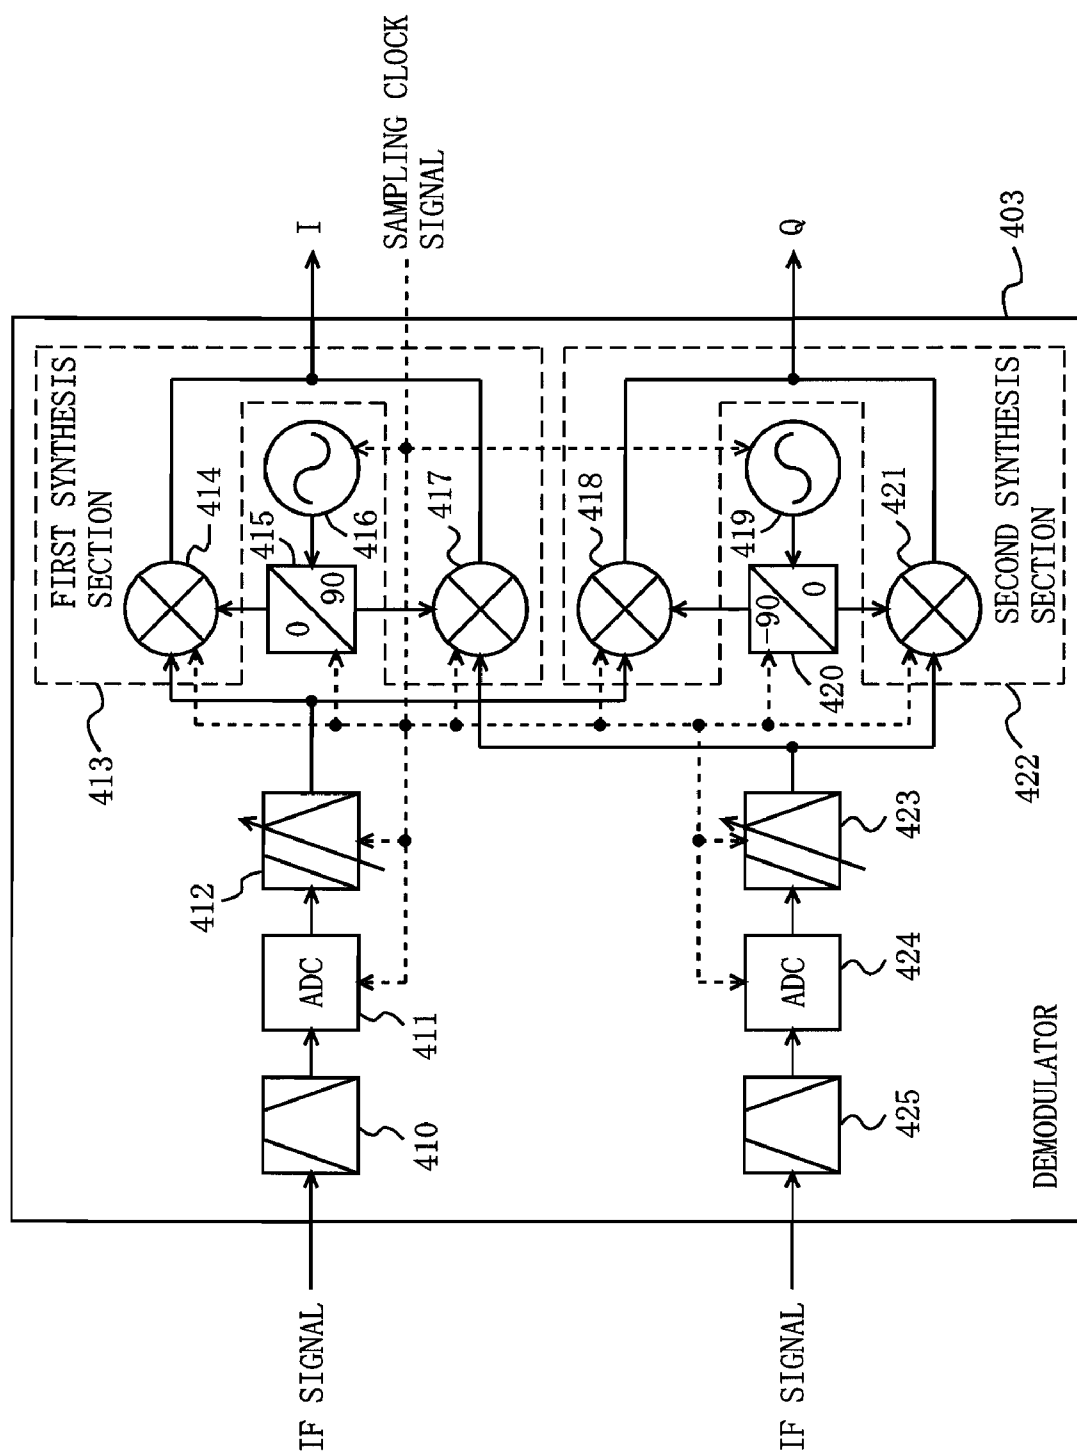 FIRST SYNTHESIS
SECTION
413
414
0
90
415
416
417
I
SAMPLING CLOCK
SIGNAL
IF SIGNAL
410
ADC
411
412
418
-90
0
419
420
421
Q
403
SECOND SYNTHESIS
SECTION
422
IF SIGNAL
425
ADC
424
423
DEMODULATOR